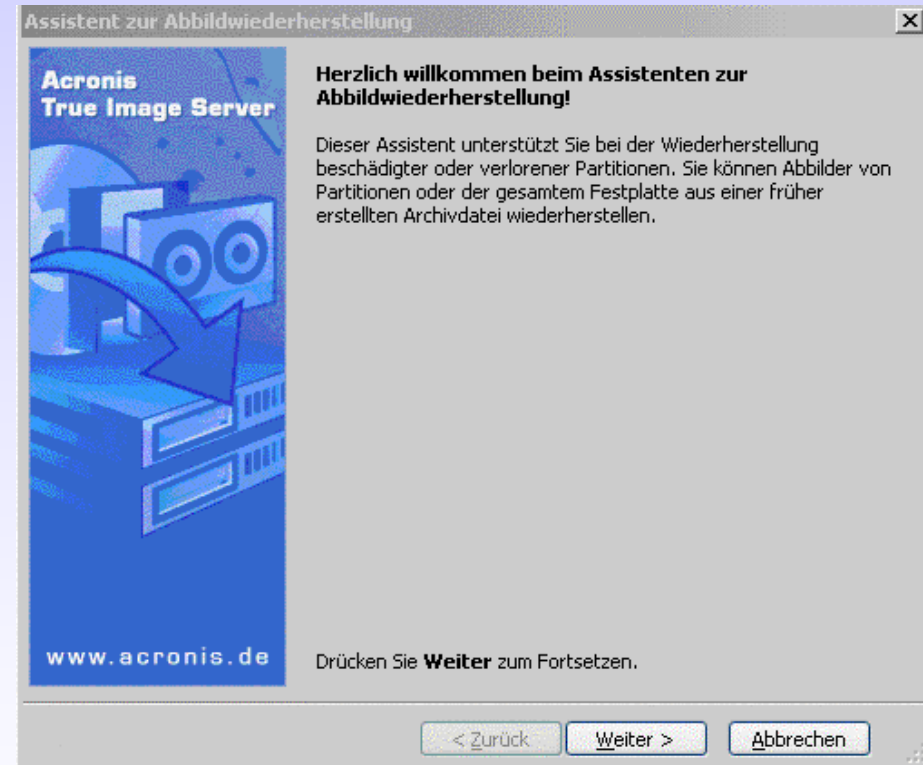 Assistent zur Abbildwiederherstellung
Acronis
True Image Server
Herzlich willkommen beim Assistenten zur
Abbildwiederherstellung!
Dieser Assistent unterstützt Sie bei der Wiederherstellung
beschädigter oder verlorener Partitionen. Sie können Abbilder von
Partitionen oder der gesamtem Festplatte aus einer früher
erstellten Archivdatei wiederherstellen.
www.acronis.de
Drücken Sie Weiter zum Fortsetzen.
< Zurück
Weiter >
Abbrechen